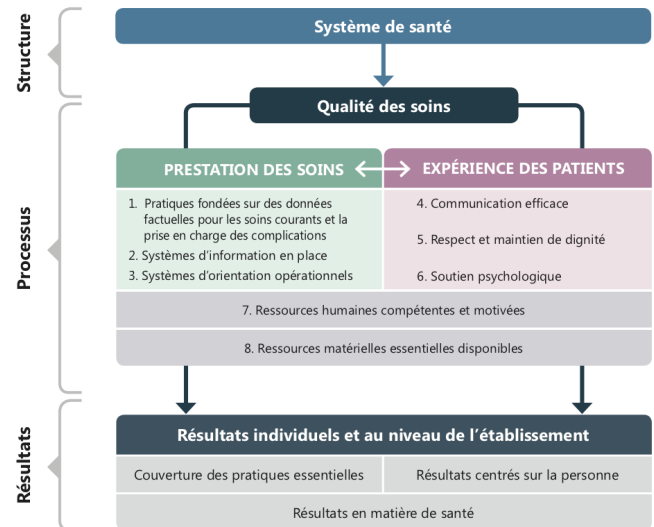 Structure
Système de santé
Processus
Qualité des soins
PRESTATION DES SOINS
EXPÉRIENCE DES PATIENTS
1. Pratiques fondées sur des données
factuelles pour les soins courants et la
prise en charge des complications
2. Systèmes d'information en place
3. Systèmes d'orientation opérationnels
4. Communication efficace
5. Respect et maintien de dignité
6. Soutien psychologique
7. Ressources humaines compétentes et motivées
8. Ressources matérielles essentielles disponibles
Résultats
Résultats individuels et au niveau de l'établissement
Couverture des pratiques essentielles
Résultats centrés sur la personne
Résultats en matière de santé